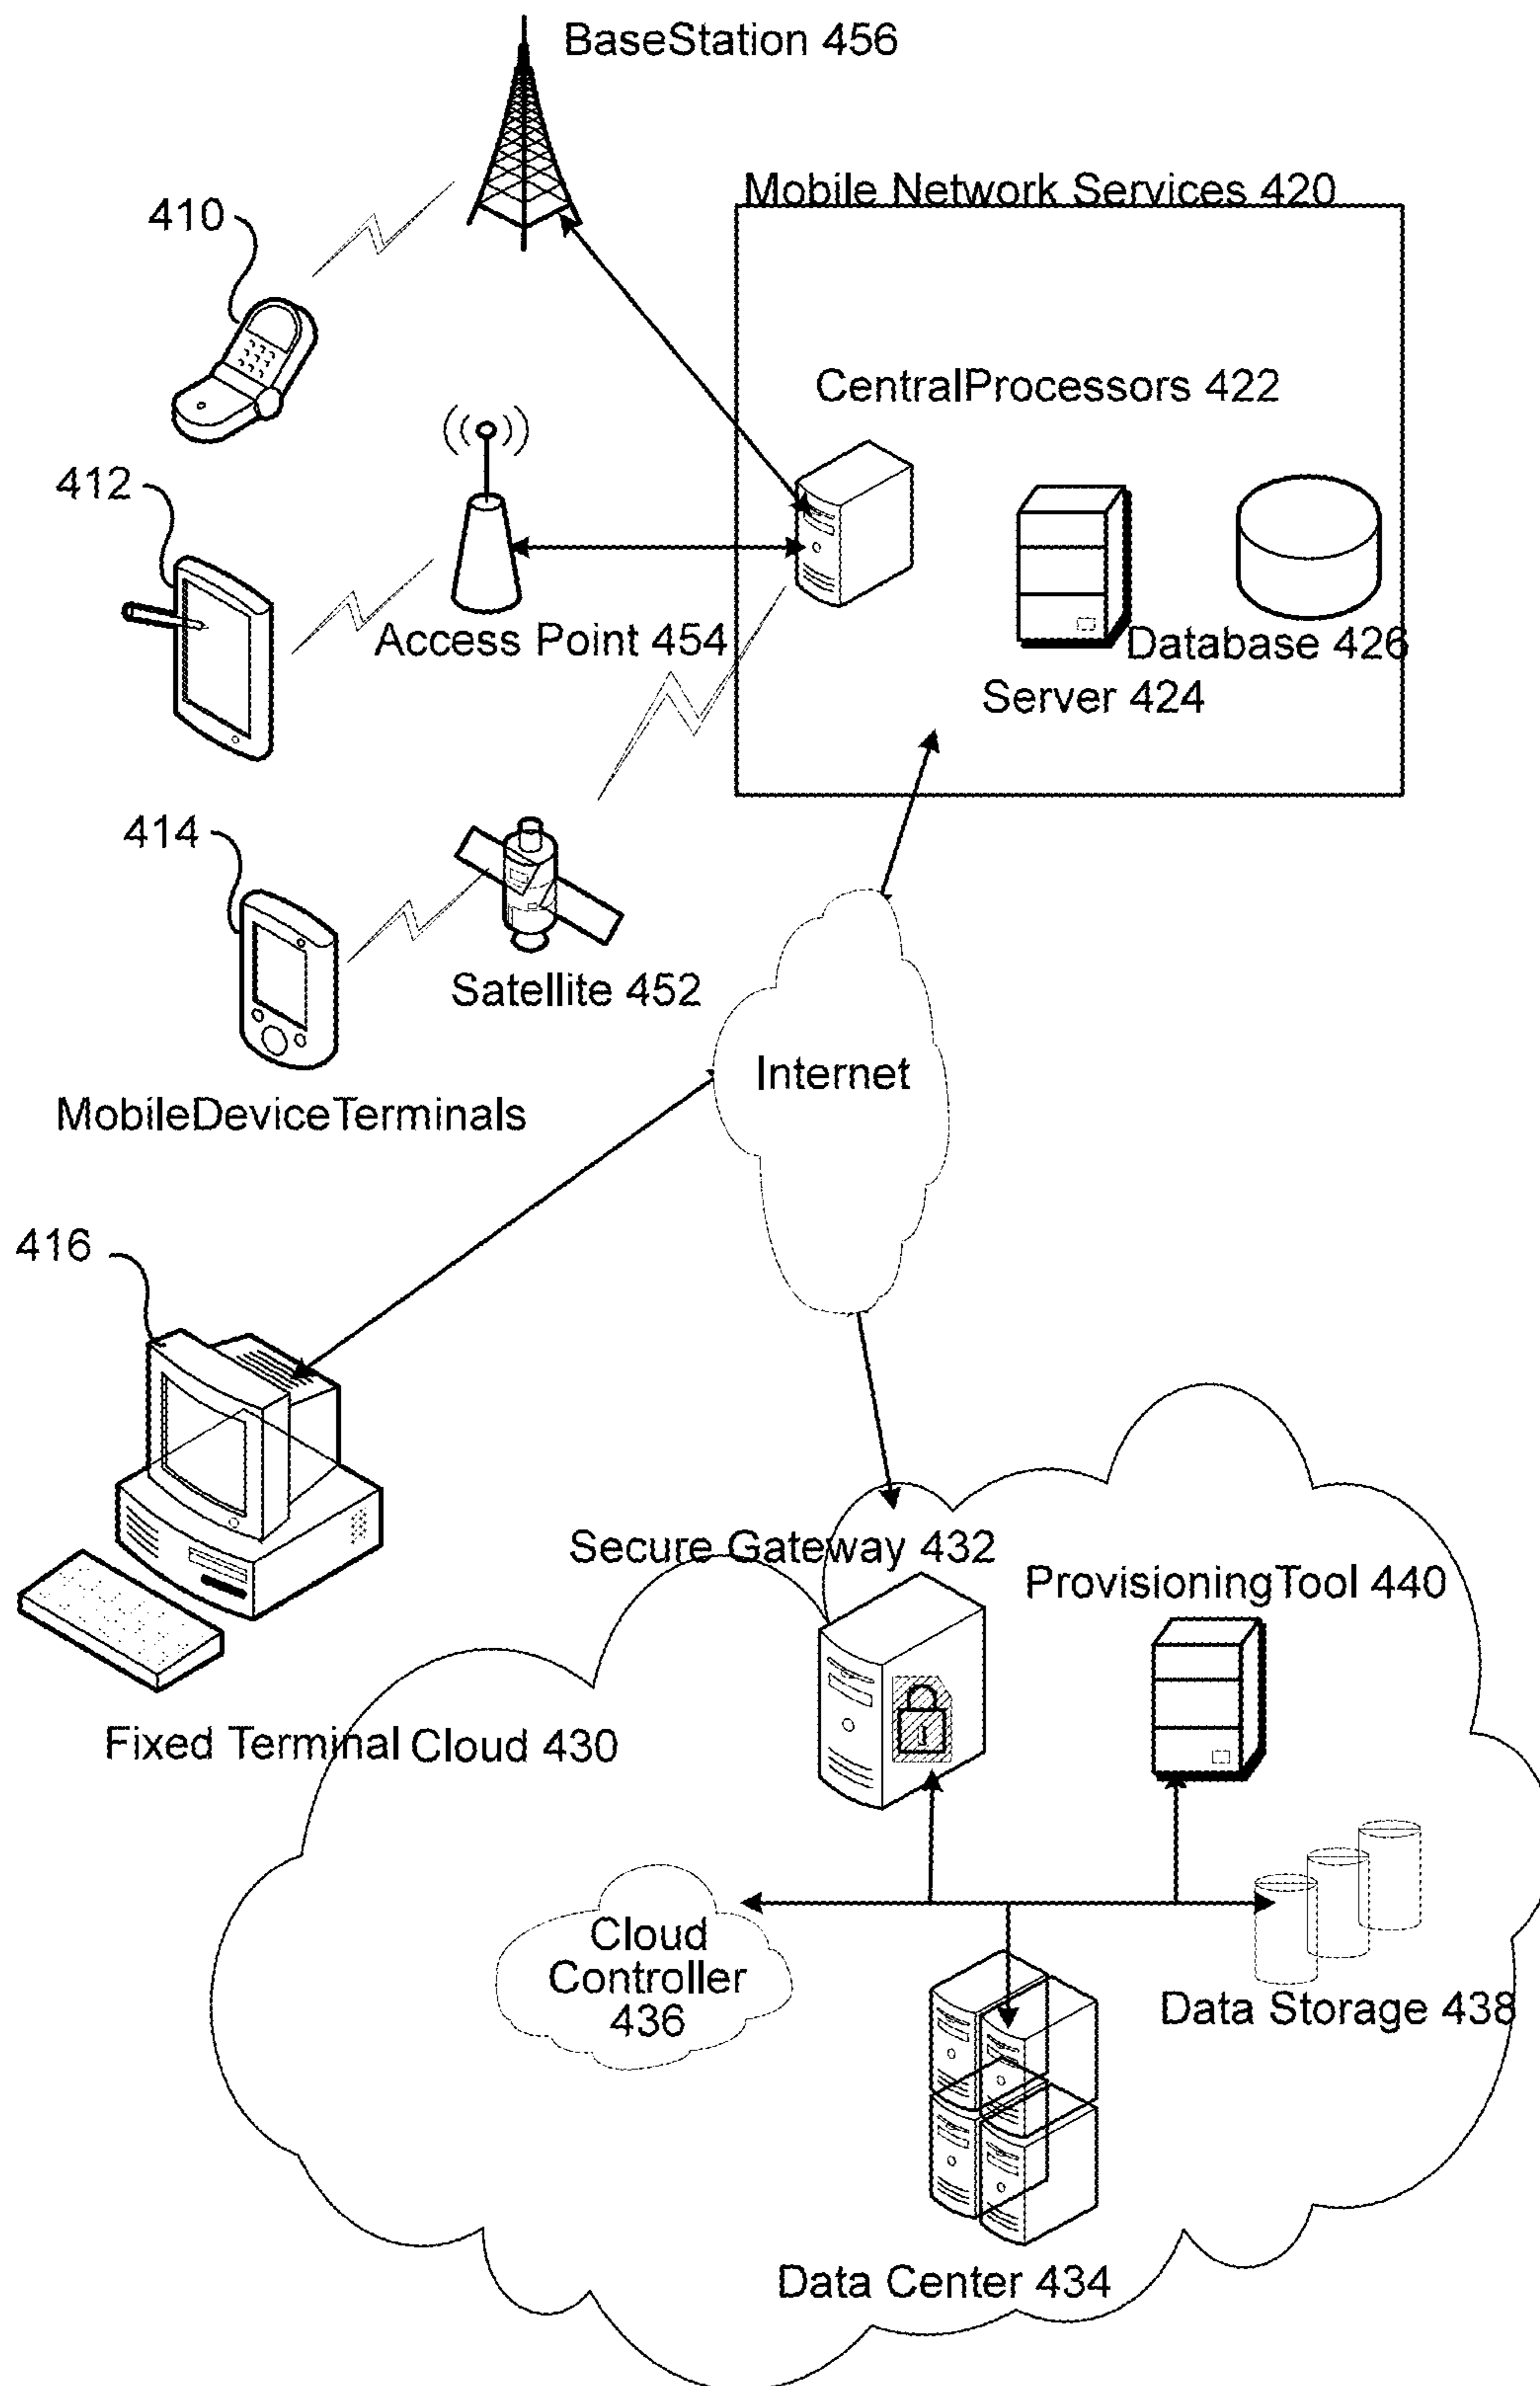 BaseStation 456
Mobile Network Services 420
410
CentralProcessors 422
412
Access Point 454
Database 426
Server 424
414
Satellite 452
Internet
MobileDeviceTerminals
416
Secure Gateway 432
ProvisioningTool 440
Fixed Terminal
Cloud 430
Cloud
Controller
436
Data Storage 438
Data Center 434